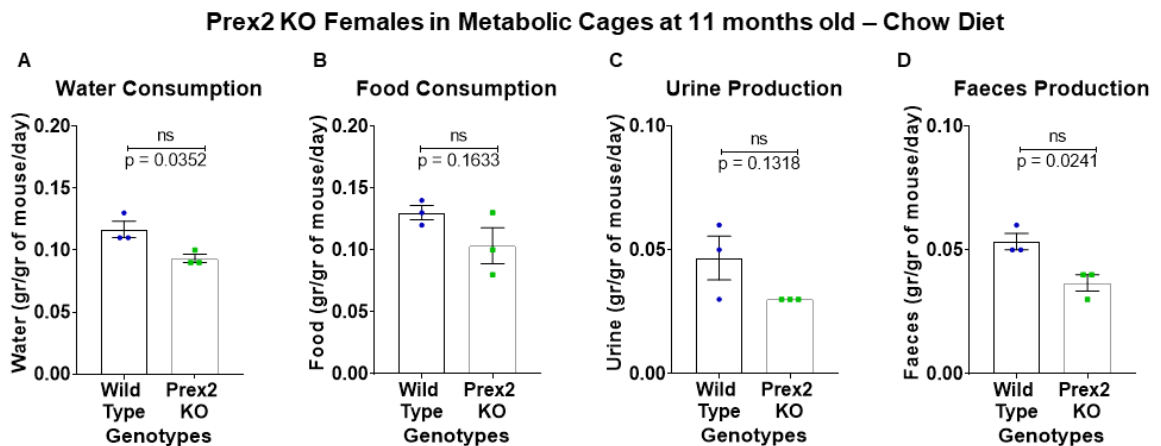 Prex2 KO Females in Metabolic Cages at 11 months old – Chow Diet
A
Water Consumption
Water (gr/gr of mouse/day)
0.20
0.15
0.10
0.05
0.00
ns
p = 0.0352
Wild
Type
Prex2
KO
Genotypes
B
Food Consumption
Food (gr/gr of mouse/day)
0.20
0.15
0.10
0.05
0.00
ns
p = 0.1633
Wild
Type
Prex2
KO
Genotypes
C
Urine Production
Urine (gr/gr of mouse/day)
0.10
0.05
0.00
ns
p = 0.1318
Wild
Type
Prex2
KO
Genotypes
D
Faeces Production
Faeces (gr/gr of mouse/day)
0.10
0.05
0.00
ns
p = 0.0241
Wild
Type
Prex2
KO
Genotypes